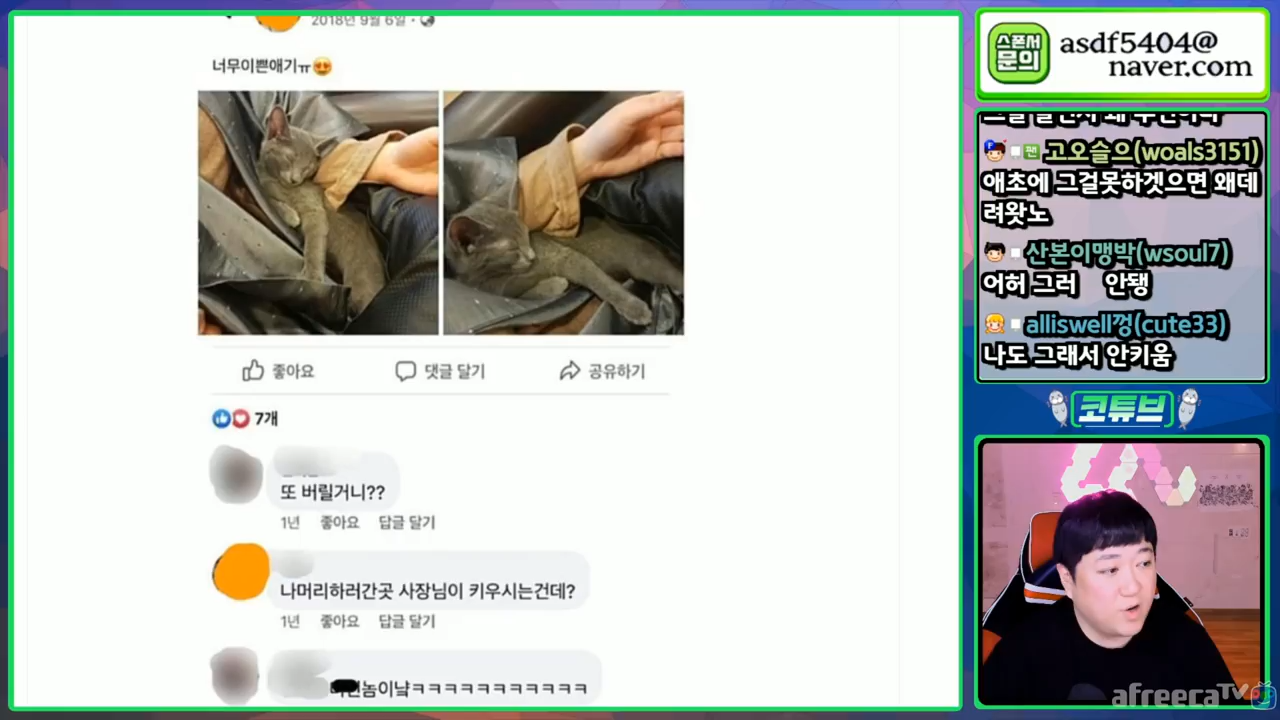 2018년 9월 6일
너무이쁜애기ㅠ
좋아요 댓글 달기 공유하기
7개
또 버릴거니??
1년 좋아요 답글 달기
나머리하러간곳 사장님이 키우시는건데?
1년 좋아요 답글 달기
놈이냨ㅋㅋㅋㅋㅋㅋㅋㅋㅋㅋ
스폰서
문의
asdf5404@
naver.com
팬 고오슬으(woals3151)
애초에 그걸못하겟으면 왜데
려왓노
산본이맹박(wsoul7)
어허 그러 안됑
alliswell껑(cute33)
나도 그래서 안키움
코튜브
afreecaTV